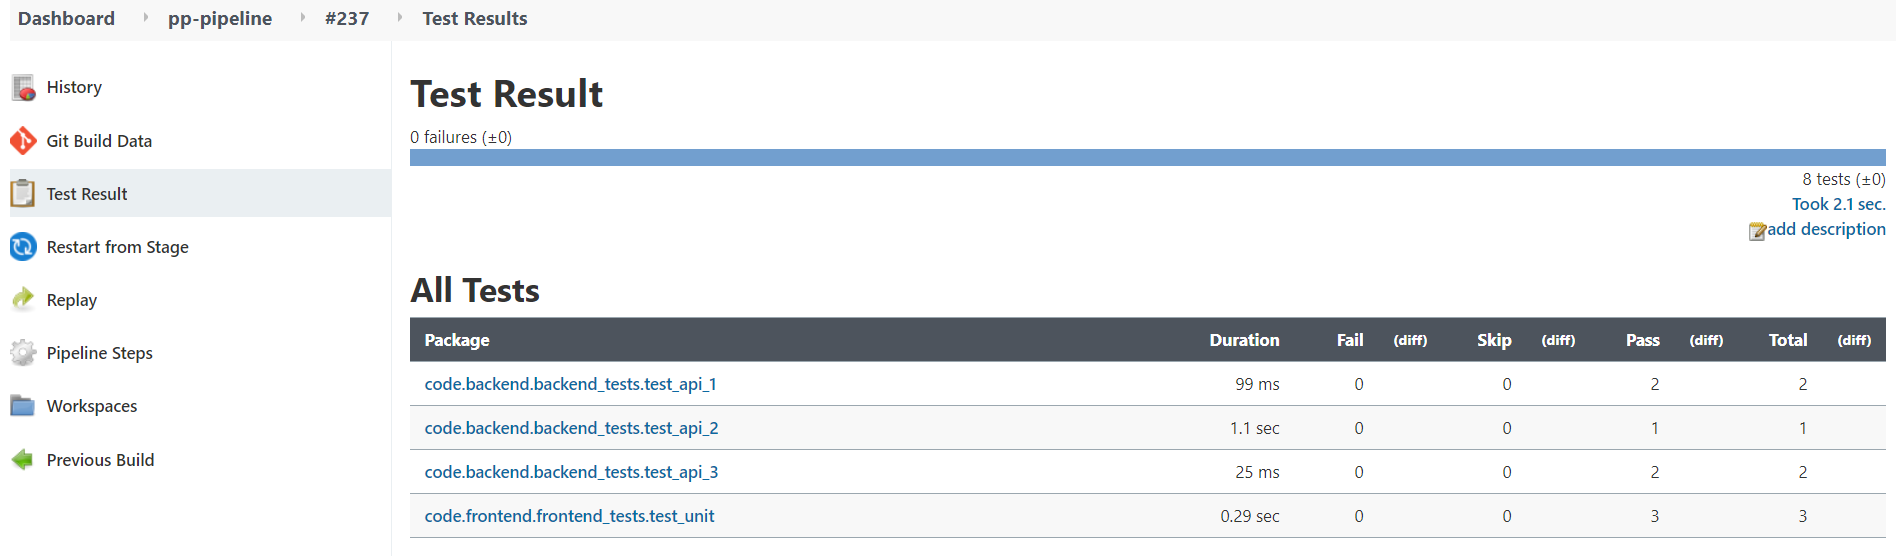 Dashboard pp-pipeline #237 Test Results
History
Git Build Data
Test Result
Restart from Stage
Replay
Pipeline Steps
Workspaces
Previous Build
Test Result
0 failures (±0)
8 tests (±0)
Took 2.1 sec.
add description
All Tests
Package Duration Fail (diff) Skip (diff) Pass (diff) Total (diff)
code.backend.backend_tests.test_api_1 99 ms 0 0 2 2
code.backend.backend_tests.test_api_2 1.1 sec 0 0 1 1
code.backend.backend_tests.test_api_3 25 ms 0 0 2 2
code.frontend.frontend_tests.test_unit 0.29 sec 0 0 3 3